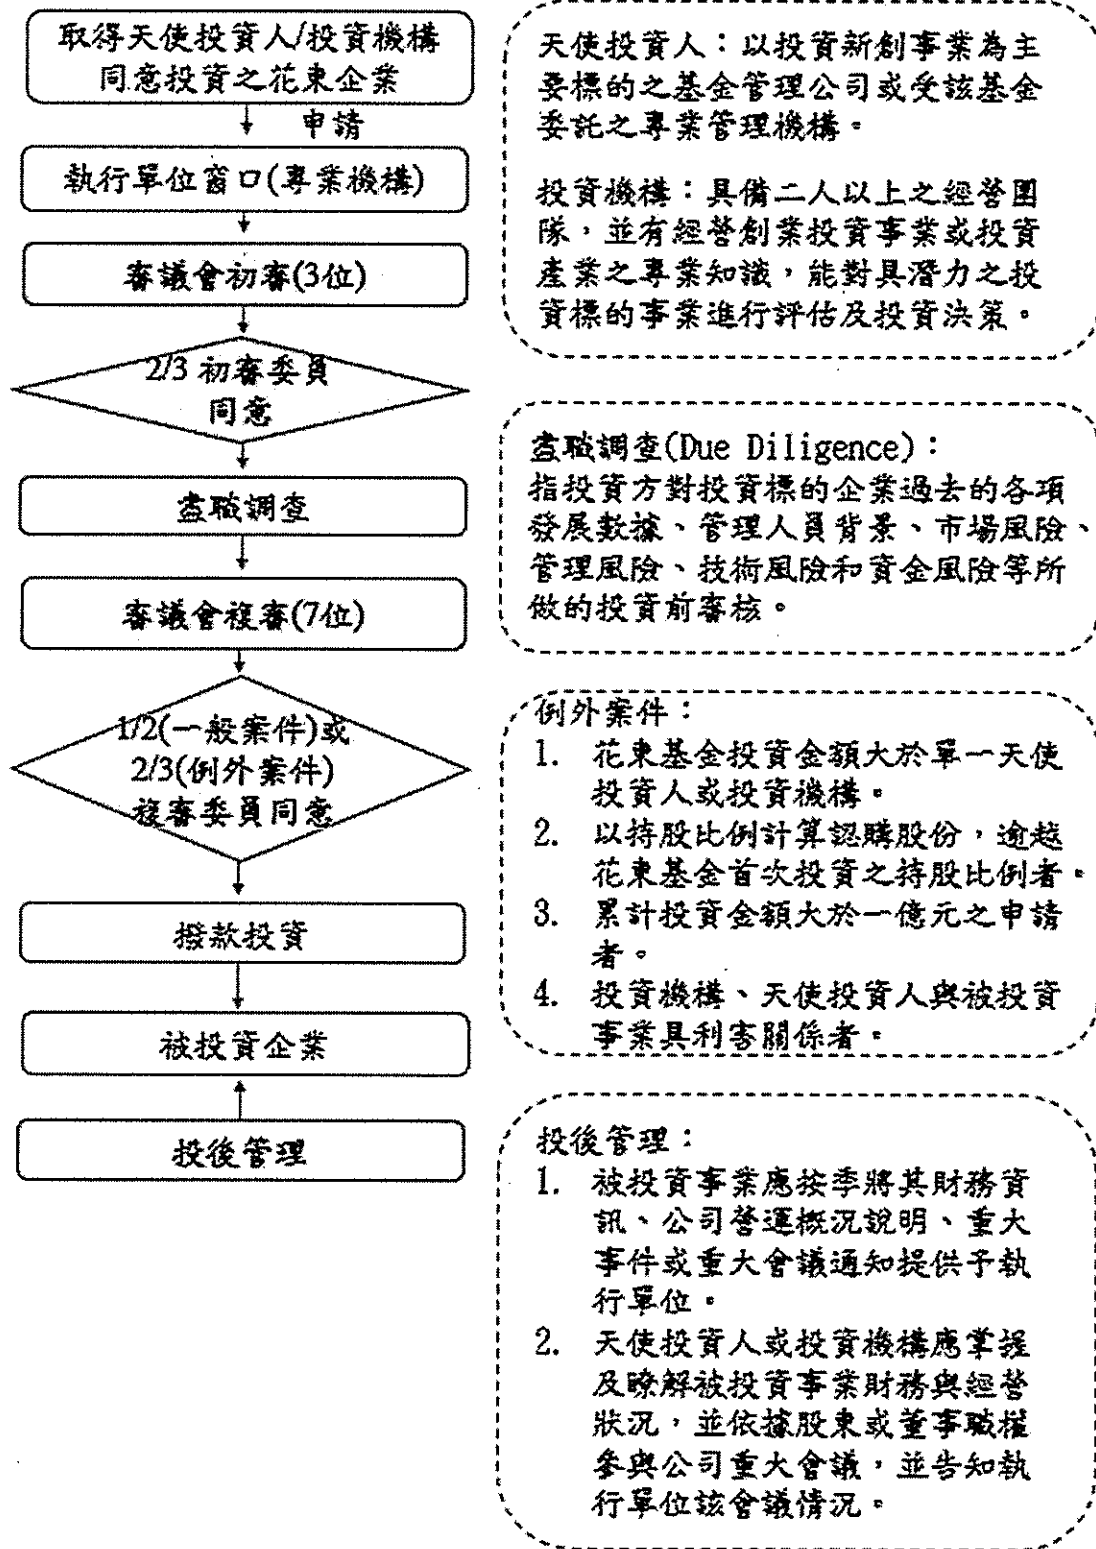 取得天使投資人/投資機構
同意投資之花東企業
申請
執行單位窗口(專業機構)
審議會初審(3位)
2/3 初審委員
同意
盡職調查
審議會複審(7位)
1/2(一般案件)或
2/3(例外案件)
複審委員同意
撥款投資
被投資企業
投後管理
天使投資人：以投資新創事業為主
要標的之基金管理公司或受該基金
委託之專業管理機構。
投資機構：具備二人以上之經營團
隊，並有經營創業投資事業或投資
產業之專業知識，能對具潛力之投
資標的事業進行評估及投資決策。
盡職調查(Due Diligence)：
指投資方對投資標的企業過去的各項
發展數據、管理人員背景、市場風險、
管理風險、技術風險和資金風險等所
做的投資前審核。
例外案件：
1. 花東基金投資金額大於單一天使
投資人或投資機構。
2. 以持股比例計算認購股份，逾越
花東基金首次投資之持股比例者。
3. 累計投資金額大於一億元之申請
者。
4. 投資機構、天使投資人與被投資
事業具利害關係者。
投後管理：
1. 被投資事業應按季將其財務資
訊、公司營運概況說明、重大
事件或重大會議通知提供予執
行單位。
2. 天使投資人或投資機構應掌握
及瞭解被投資事業財務與經營
狀況，並依據股東或董事職權
參與公司重大會議，並告知執
行單位該會議情況。